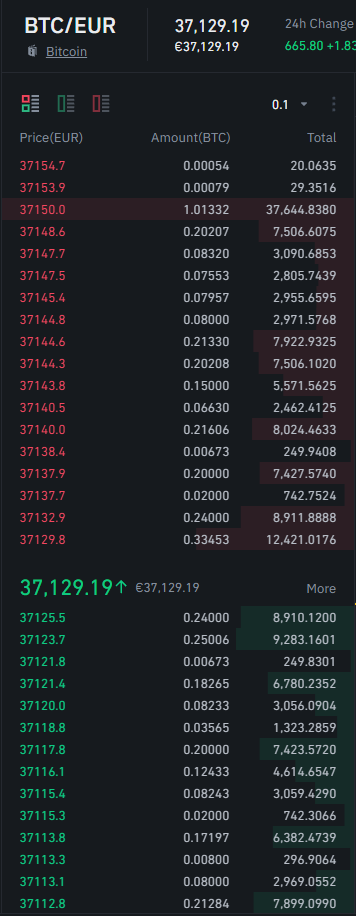 BTC/EUR
37,129.19
24h Change
Bitcoin
€37,129.19
665.80 +1.83
0.1
Price(EUR) Amount(BTC) Total
37154.7 0.00054 20.0635
37153.9 0.00079 29.3516
37150.0 1.01332 37,644.8380
37148.6 0.20207 7,506.6075
37147.7 0.08320 3,090.6853
37147.5 0.07553 2,805.7439
37145.4 0.07957 2,955.6595
37144.8 0.08000 2,971.5768
37144.6 0.21330 7,922.9325
37144.3 0.20208 7,506.1020
37143.8 0.15000 5,571.5625
37140.5 0.06630 2,462.4125
37140.0 0.21606 8,024.4633
37138.4 0.00673 249.9408
37137.9 0.20000 7,427.5740
37137.7 0.02000 742.7524
37132.9 0.24000 8,911.8888
37129.8 0.33453 12,421.0176
37,129.19↑ €37,129.19 More
37125.5 0.24000 8,910.1200
37123.7 0.25006 9,283.1601
37121.8 0.00673 249.8301
37121.4 0.18265 6,780.2352
37120.0 0.08233 3,056.0904
37118.8 0.03565 1,323.2859
37117.8 0.20000 7,423.5720
37116.1 0.12433 4,614.6547
37115.4 0.08243 3,059.4290
37115.3 0.02000 742.3066
37113.8 0.17197 6,382.4739
37113.3 0.00800 296.9064
37113.1 0.08000 2,969.0552
37112.8 0.21284 7,899.0990